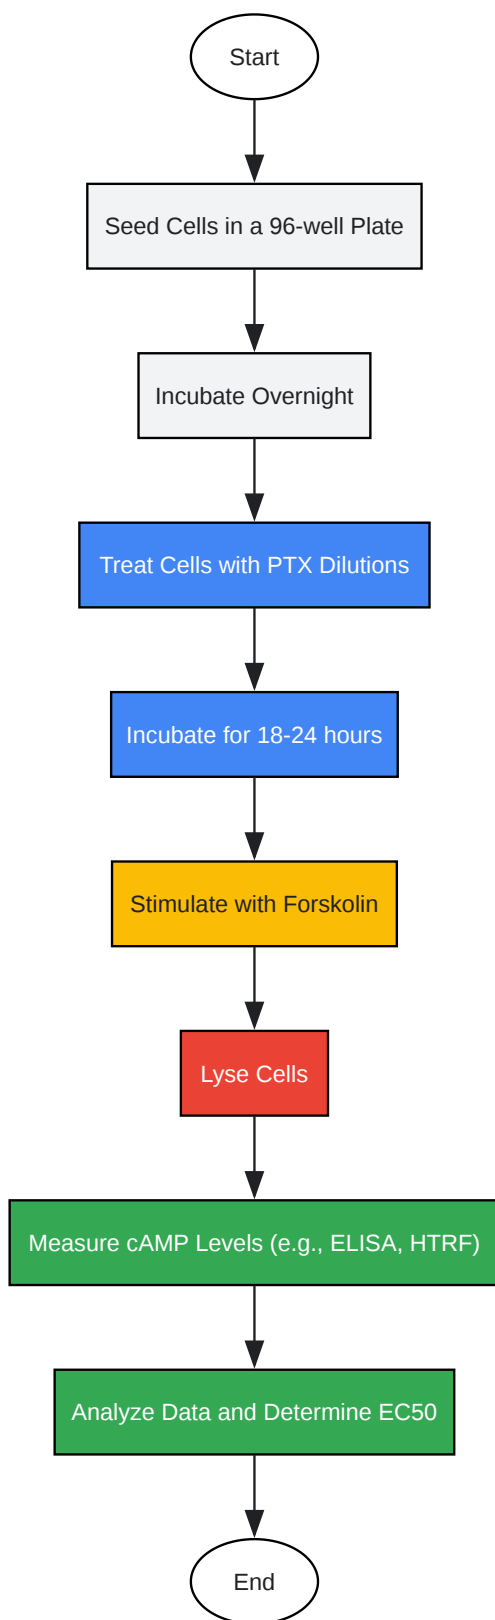 Start
Seed Cells in a 96-well Plate
Incubate Overnight
Treat Cells with PTX Dilutions
Incubate for 18-24 hours
Stimulate with Forskolin
Lyse Cells
Measure cAMP Levels (e.g., ELISA, HTRF)
Analyze Data and Determine EC50
End